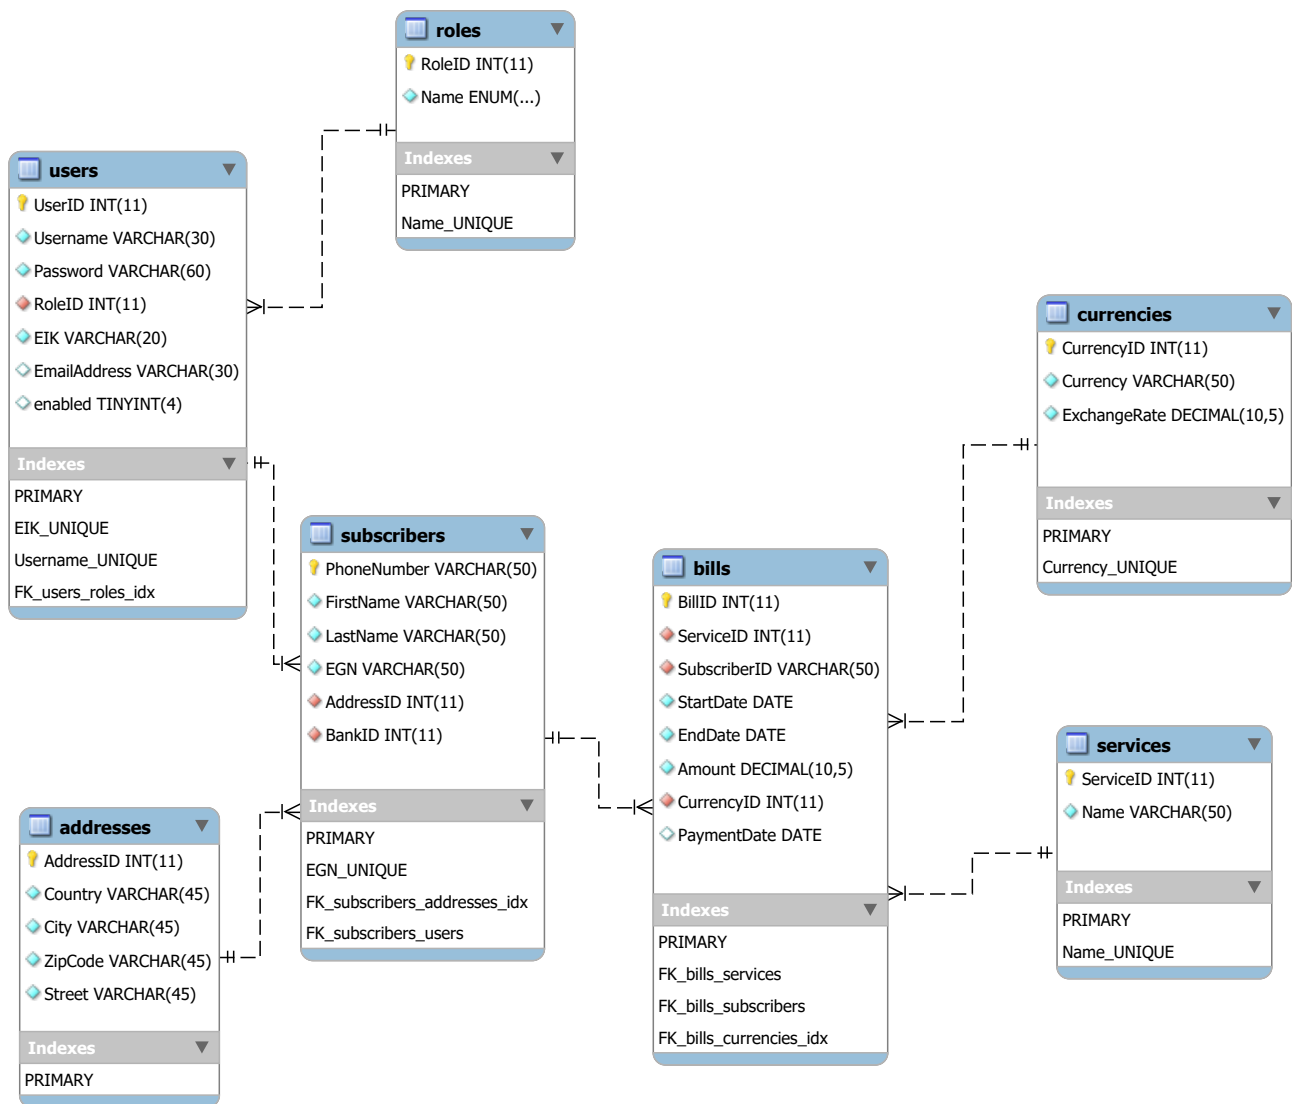 roles
RoleID INT(11)
Name ENUM(...)
Indexes
PRIMARY
Name_UNIQUE
users
UserID INT(11)
Username VARCHAR(30)
Password VARCHAR(60)
RoleID INT(11)
EIK VARCHAR(20)
EmailAddress VARCHAR(30)
enabled TINYINT(4)
Indexes
PRIMARY
EIK_UNIQUE
Username_UNIQUE
FK_users_roles_idx
currencies
CurrencyID INT(11)
Currency VARCHAR(50)
ExchangeRate DECIMAL(10,5)
Indexes
PRIMARY
Currency_UNIQUE
subscribers
PhoneNumber VARCHAR(50)
FirstName VARCHAR(50)
LastName VARCHAR(50)
EGN VARCHAR(50)
AddressID INT(11)
BankID INT(11)
Indexes
PRIMARY
EGN_UNIQUE
FK_subscribers_addresses_idx
FK_subscribers_users
bills
BillID INT(11)
ServiceID INT(11)
SubscriberID VARCHAR(50)
StartDate DATE
EndDate DATE
Amount DECIMAL(10,5)
CurrencyID INT(11)
PaymentDate DATE
Indexes
PRIMARY
FK_bills_services
FK_bills_subscribers
FK_bills_currencies_idx
services
ServiceID INT(11)
Name VARCHAR(50)
Indexes
PRIMARY
Name_UNIQUE
addresses
AddressID INT(11)
Country VARCHAR(45)
City VARCHAR(45)
ZipCode VARCHAR(45)
Street VARCHAR(45)
Indexes
PRIMARY